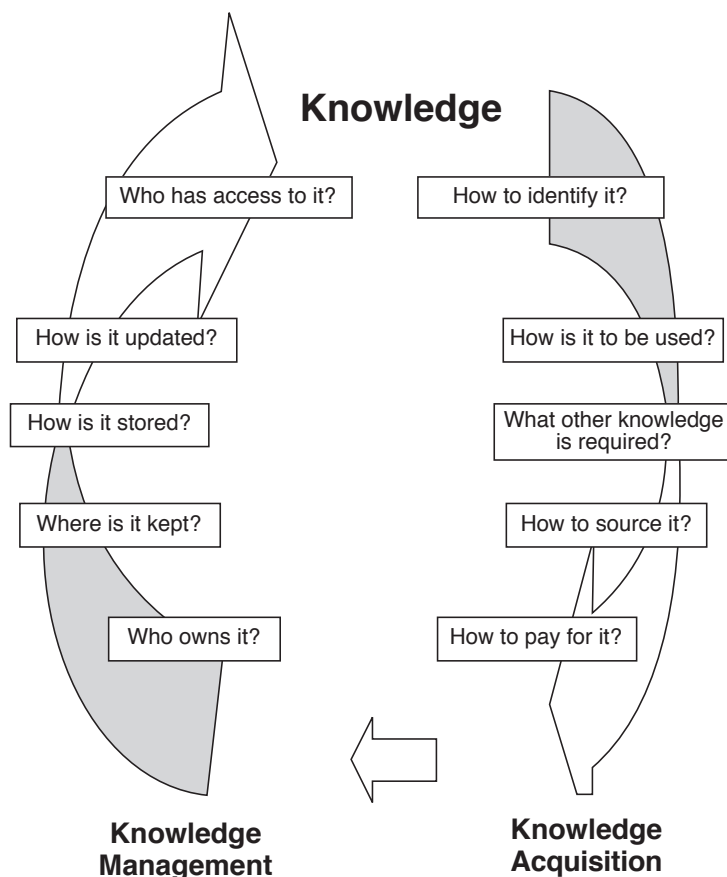 Knowledge
Who has access to it?
How is it updated?
How is it stored?
Where is it kept?
Who owns it?
Knowledge
Management
How to identify it?
How is it to be used?
What other knowledge
is required?
How to source it?
How to pay for it?
Knowledge
Acquisition